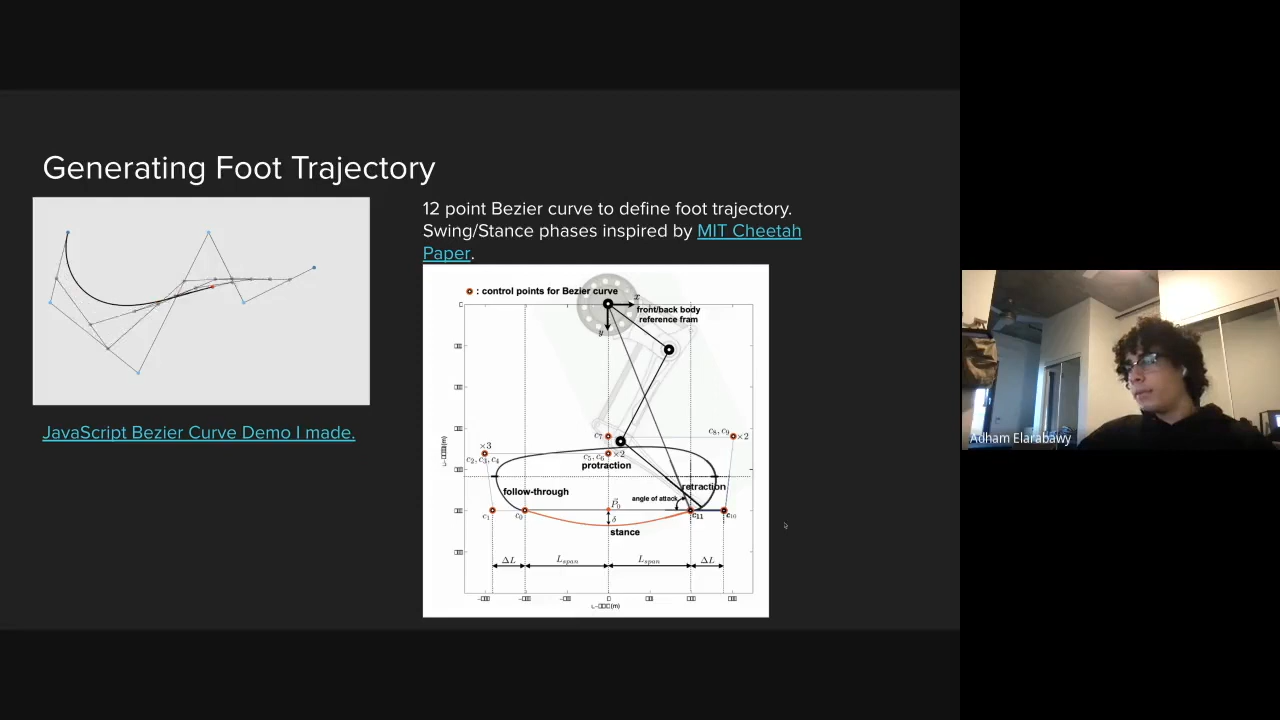 Generating Foot Trajectory
12 point Bezier curve to define foot trajectory.
Swing/Stance phases inspired by MIT Cheetah
Paper.
: control points for Bezier curve
x
front/back body
reference fram
y
c7
c8, c9
×2
×3
c2, c3, c4
c5, c6
×2
protraction
follow-through
retraction
angle of attack
P0
c1
c0
c11
c10
δ
stance
ΔL
Lspan
Lspan
ΔL
JavaScript Bezier Curve Demo I made.
Adham Elarabawy